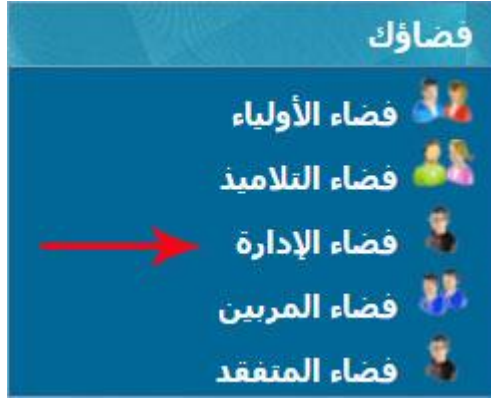 فضاؤك
فضاء الأولياء
فضاء التلاميذ
فضاء الإدارة
فضاء المربين
فضاء المتفقد